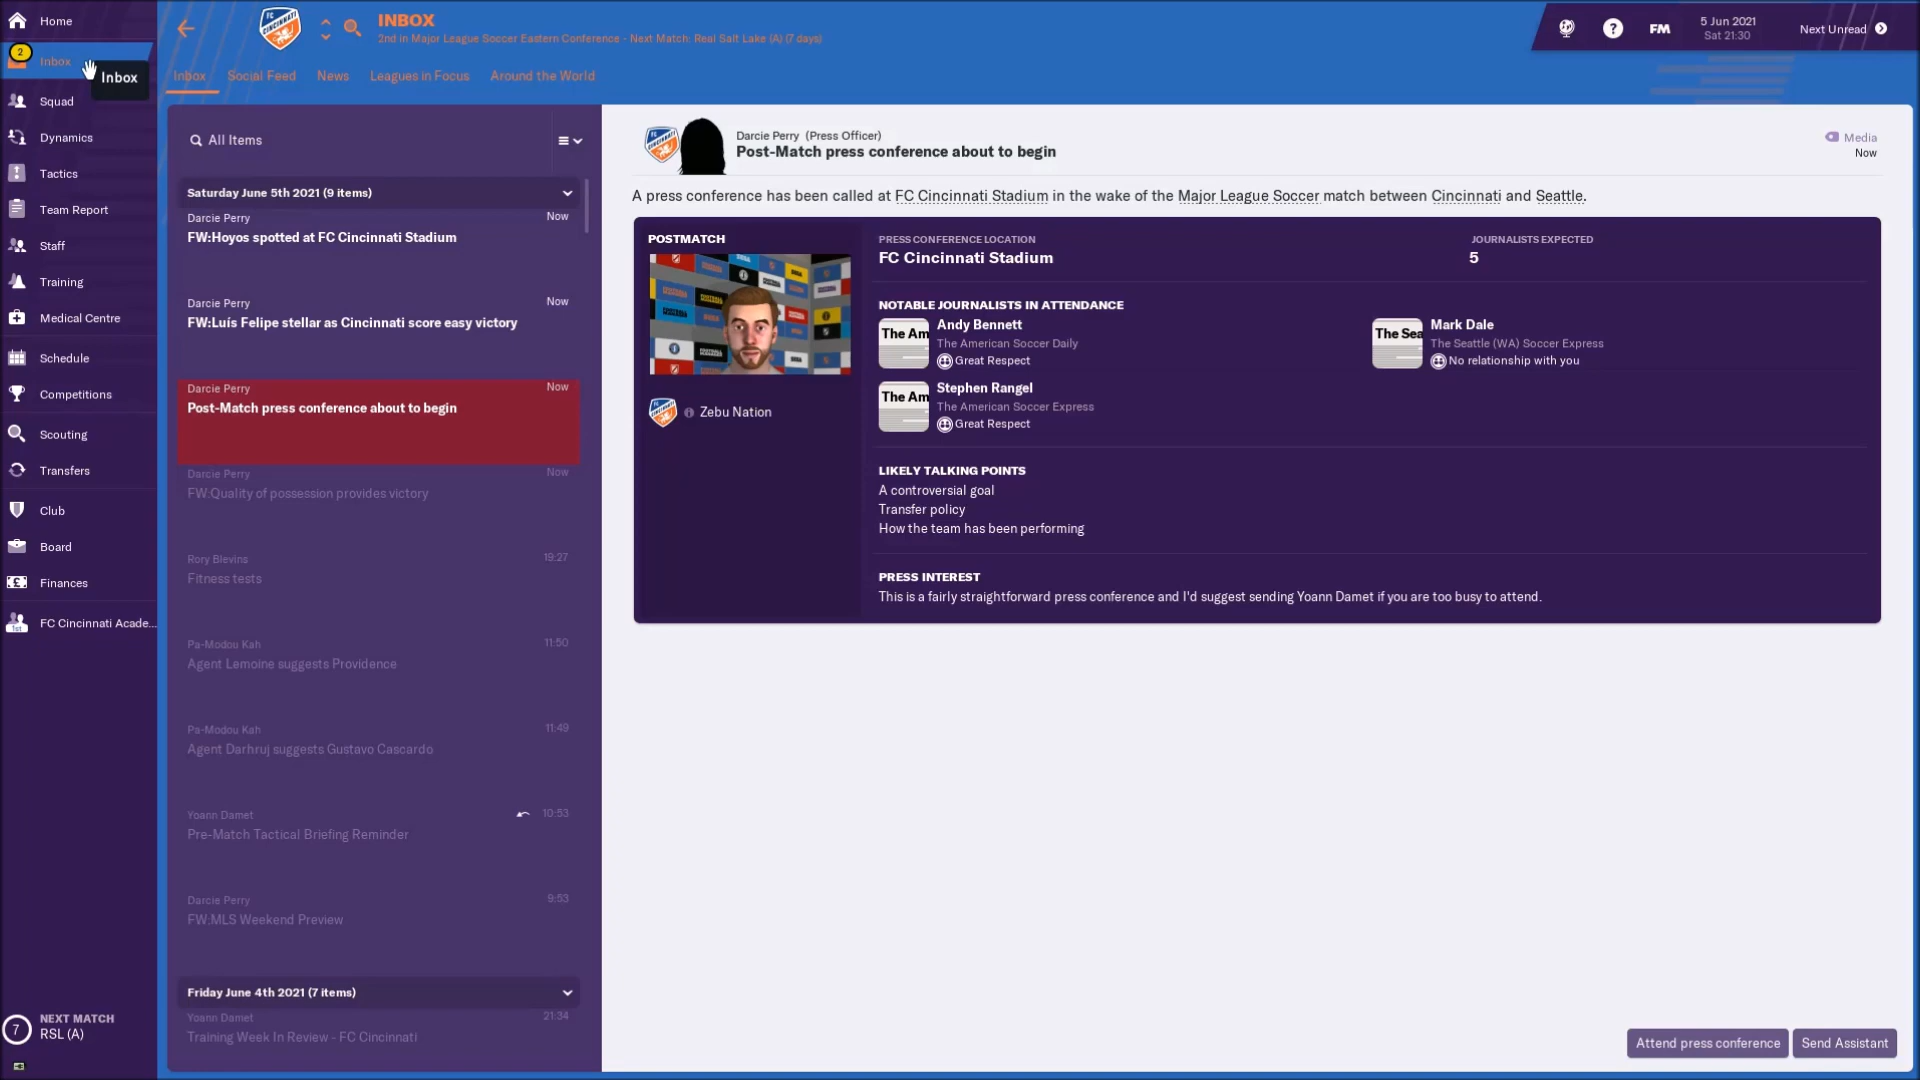 Home
2
Inbox
Inbox
Squad
Dynamics
Tactics
Team Report
Staff
Training
Medical Centre
Schedule
Competitions
Scouting
Transfers
Club
Board
Finances
1st
FC Cincinnati Acade...
7
NEXT MATCH
RSL (A)
FC CINCINNATI
INBOX
2nd in Major League Soccer Eastern Conference - Next Match: Real Salt Lake (A) (7 days)
? FM 5 Jun 2021
Sat 21:30
Next Unread
Inbox Social Feed News Leagues in Focus Around the World
All Items
Saturday June 5th 2021 (9 items)
Darcie Perry Now
FW:Hoyos spotted at FC Cincinnati Stadium
Darcie Perry Now
FW:Luís Felipe stellar as Cincinnati score easy victory
Darcie Perry Now
Post-Match press conference about to begin
Darcie Perry Now
FW:Quality of possession provides victory
Rory Blevins 19:27
Fitness tests
Pa-Modou Kah 11:50
Agent Lemoine suggests Providence
Pa-Modou Kah 11:49
Agent Darhruj suggests Gustavo Cascardo
Yoann Damet 10:53
Pre-Match Tactical Briefing Reminder
Darcie Perry 9:53
FW:MLS Weekend Preview
Friday June 4th 2021 (7 items)
Yoann Damet 21:34
Training Week In Review - FC Cincinnati
Darcie Perry (Press Officer)
Post-Match press conference about to begin
Media
Now
A press conference has been called at FC Cincinnati Stadium in the wake of the Major League Soccer match between Cincinnati and Seattle.
POSTMATCH
Zebu Nation
PRESS CONFERENCE LOCATION
FC Cincinnati Stadium
JOURNALISTS EXPECTED
5
NOTABLE JOURNALISTS IN ATTENDANCE
The Am
Andy Bennett
The American Soccer Daily
Great Respect
The Sea
Mark Dale
The Seattle (WA) Soccer Express
No relationship with you
The Am
Stephen Rangel
The American Soccer Express
Great Respect
LIKELY TALKING POINTS
A controversial goal
Transfer policy
How the team has been performing
PRESS INTEREST
This is a fairly straightforward press conference and I'd suggest sending Yoann Damet if you are too busy to attend.
Attend press conference
Send Assistant